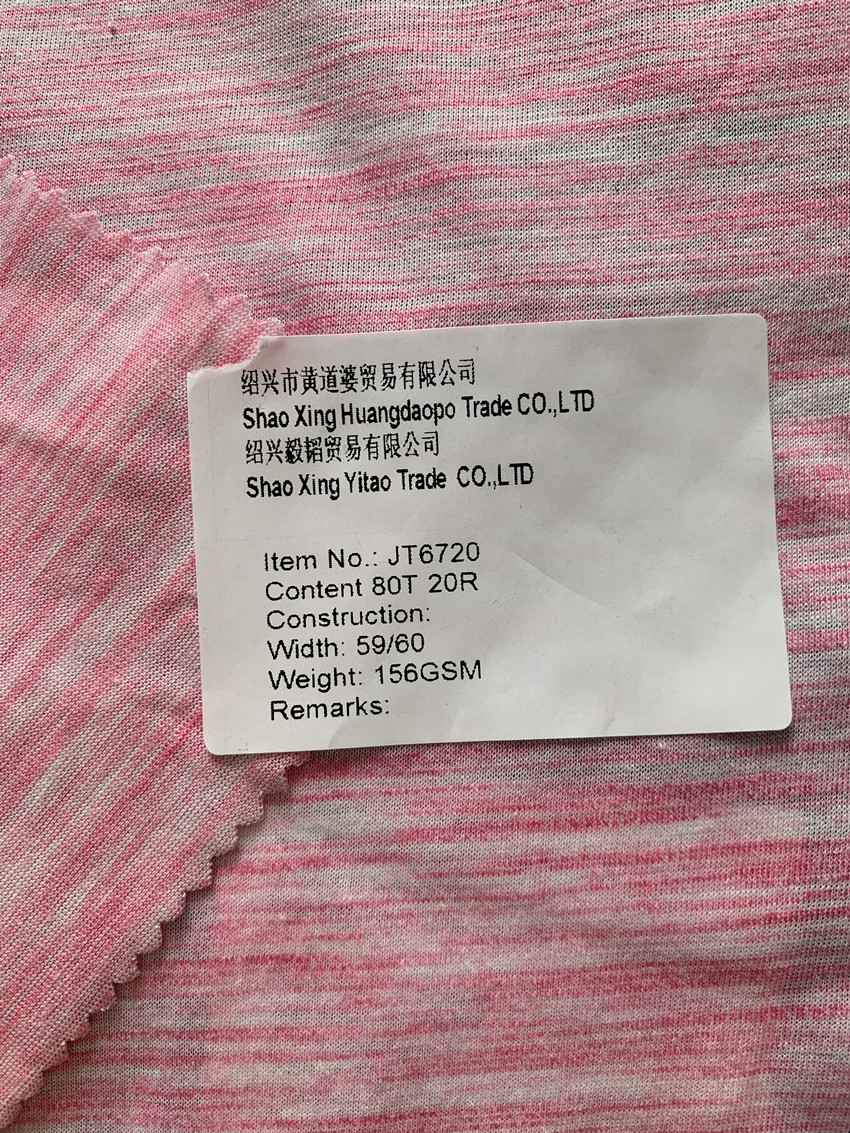 绍兴市黄道婆贸易有限公司
Shao Xing Huangdaopo Trade CO.,LTD
绍兴毅韬贸易有限公司
Shao Xing Yitao Trade CO.,LTD
Item No.: JT6720
Content 80T 20R
Construction:
Width: 59/60
Weight: 156GSM
Remarks: